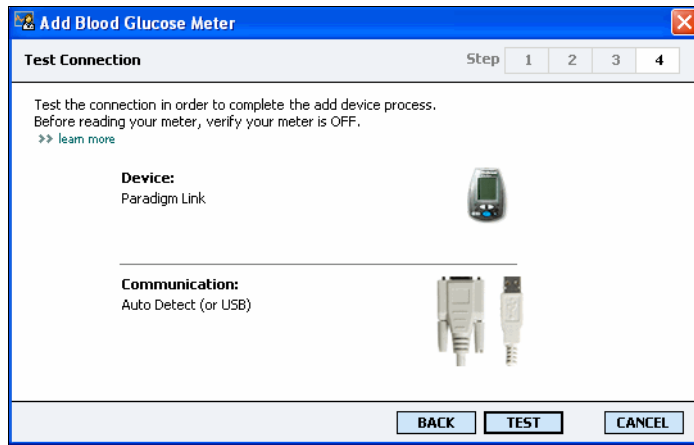 Add Blood Glucose Meter
Test Connection Step 1 2 3 4
Test the connection in order to complete the add device process.
Before reading your meter, verify your meter is OFF.
>> learn more
Device:
Paradigm Link
Communication:
Auto Detect (or USB)
BACK TEST CANCEL